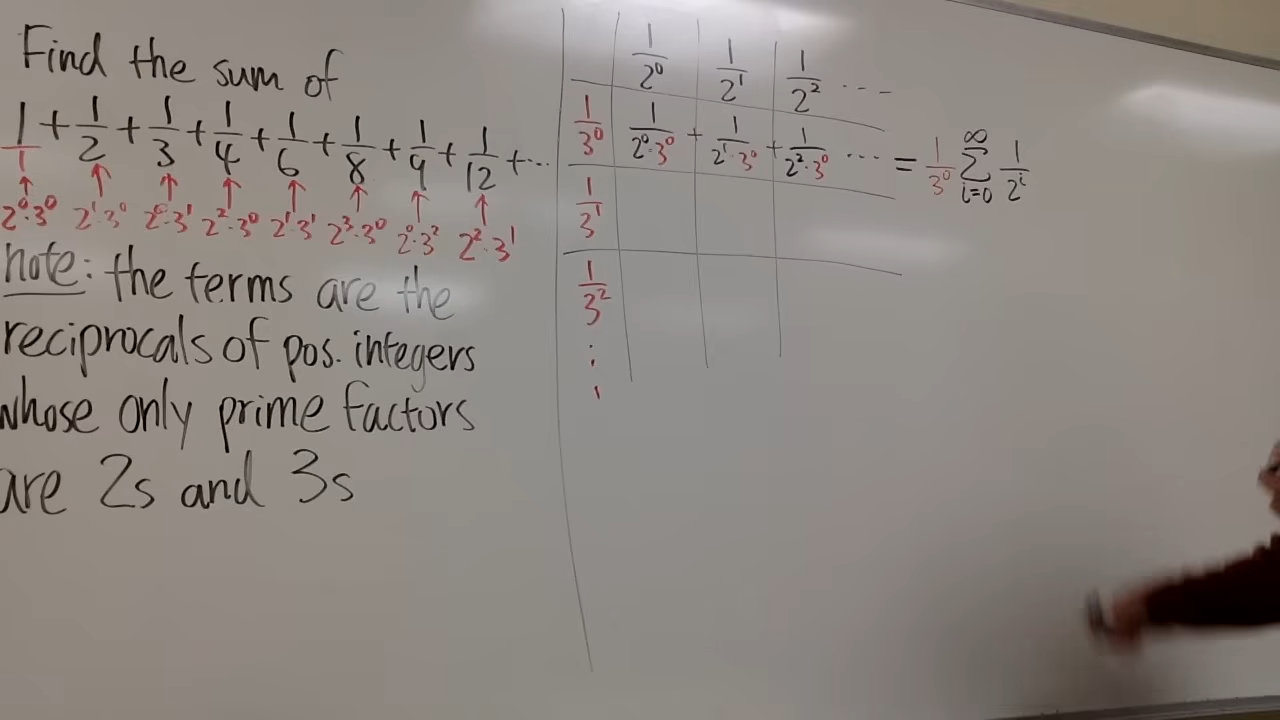 Find the sum of
1/1 + 1/2 + 1/3 + 1/4 + 1/6 + 1/8 + 1/9 + 1/12 + ...
↑ ↑ ↑ ↑ ↑ ↑ ↑ ↑
2⁰·3⁰ 2¹·3⁰ 2⁰·3¹ 2²·3⁰ 2¹·3¹ 2³·3⁰ 2⁰·3² 2²·3¹
note: the terms are the
reciprocals of pos. integers
whose only prime factors
are 2s and 3s
1/2⁰ 1/2¹ 1/2² ...
1/3⁰ 1/(2⁰·3⁰) + 1/(2¹·3⁰) + 1/(2²·3⁰) ... = 1/3⁰ ∑_{i=0}^{∞} 1/2ⁱ
1/3¹
1/3²
⋮